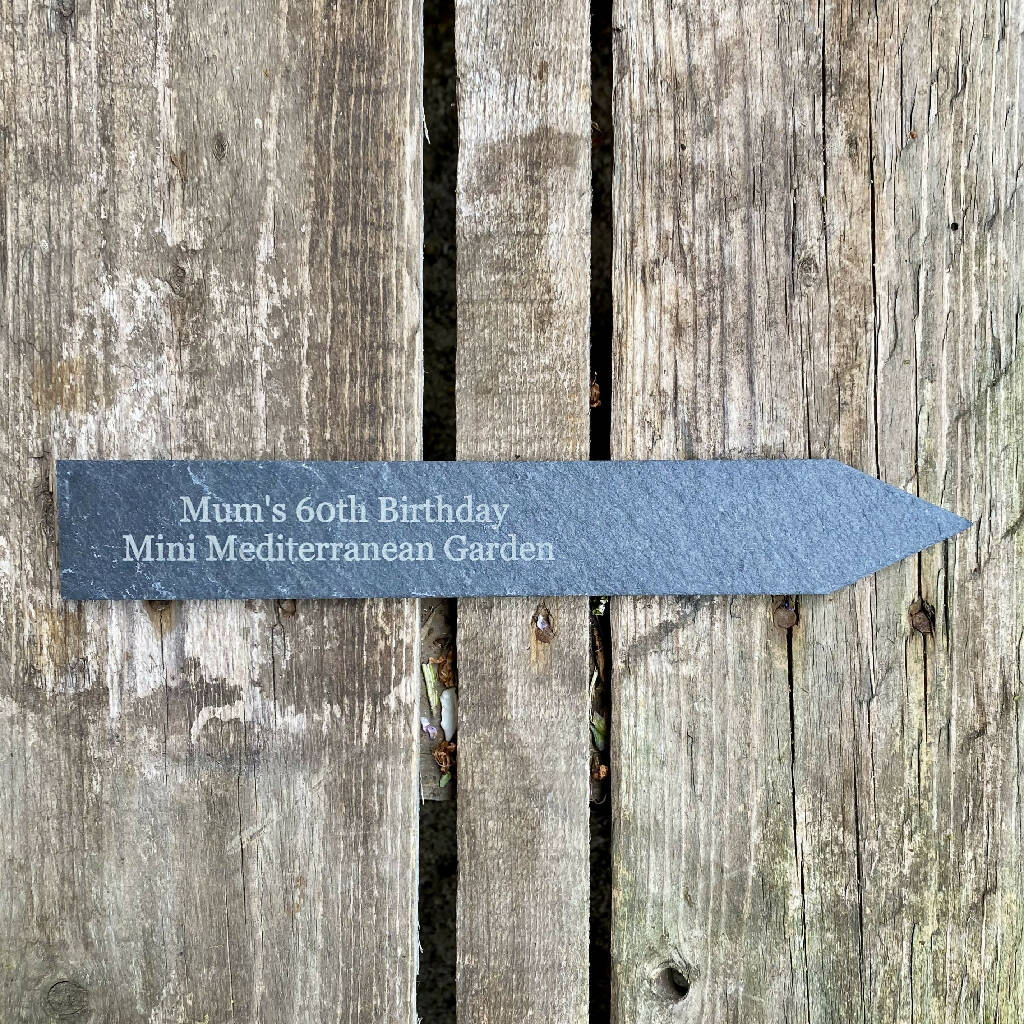 Mum's 60th Birthday
Mini Mediterranean Garden